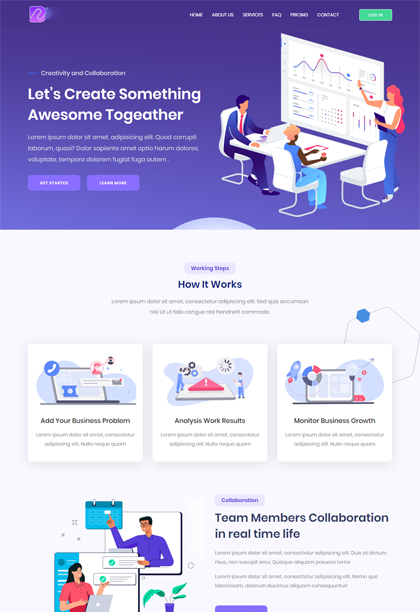 HOME ABOUT US SERVICES FAQ PRICING CONTACT LOG IN
Creativity and Collaboration
Let's Create Something
Awesome Togeather
Lorem ipsum dolor sit amet, adipisicing elit. Quod corrupti
laborum, quasi? Dolor sapiente amet optio harum dolores,
voluptate, tempora dolorem fugiat fuga autem .
GET STARTED LEARN MORE
Working Steps
How It Works
Lorem ipsum dolor sit amet, consectetur adipiscing elit. Sed quis accumsan
nisi Ut ut felis congue nisl hendrerit commodo.
Add Your Business Problem
Lorem ipsum dolor sit amet, consectetur
adipiscing elit. Nulla neque quam
Analysis Work Results
Lorem ipsum dolor sit amet, consectetur
adipiscing elit. Nulla neque quam
Monitor Business Growth
Lorem ipsum dolor sit amet, consectetur
adipiscing elit. Nulla neque quam
Collaboration
Team Members Collaboration
in real time life
Lorem ipsum dolor sit amet, consectetur adipiscing elit. Duis at dictum
risus, non suscipit arcu. Quisque aliquam posuere tortor
Lorem ipsum dolor sit amet, consectetur adipisicing elit. Nemo quo
laboriosam, dolorum ducimus aliquam consequuntur!